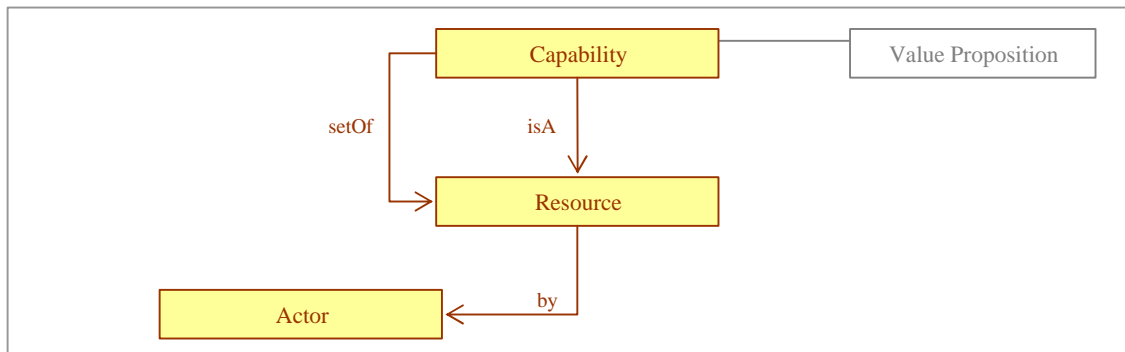 Capability
Value Proposition
setOf
isA
Resource
by
Actor